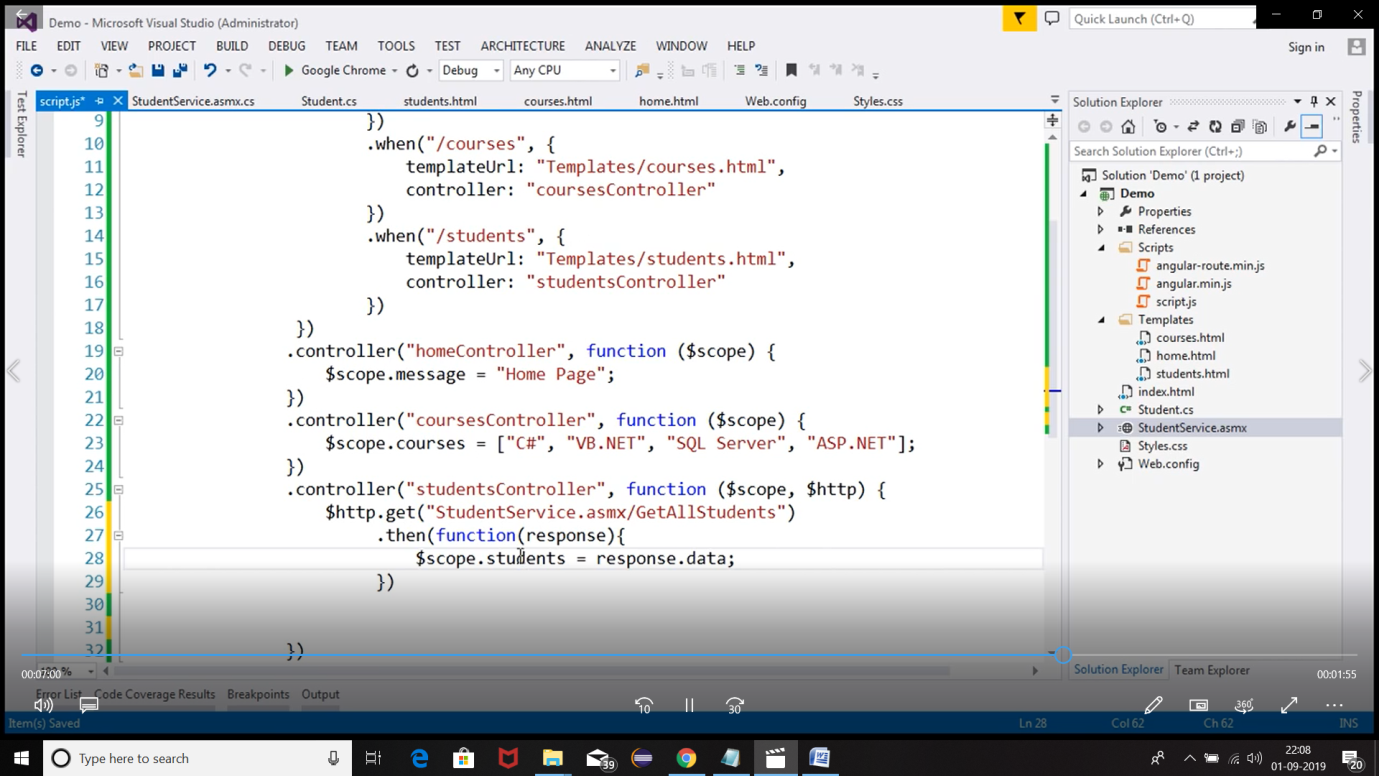 Demo - Microsoft Visual Studio (Administrator)
Quick Launch (Ctrl+Q)
FILE EDIT VIEW PROJECT BUILD DEBUG TEAM TOOLS TEST ARCHITECTURE ANALYZE WINDOW HELP
Sign in
Google Chrome
Debug
Any CPU
Test Explorer
script.js*
StudentService.asmx.cs
Student.cs
students.html
courses.html
home.html
Web.config
Styles.css
9 })
10 .when("/courses", {
11 templateUrl: "Templates/courses.html",
12 controller: "coursesController"
13 })
14 .when("/students", {
15 templateUrl: "Templates/students.html",
16 controller: "studentsController"
17 })
18 })
19 .controller("homeController", function ($scope) {
20 $scope.message = "Home Page";
21 })
22 .controller("coursesController", function ($scope) {
23 $scope.courses = ["C#", "VB.NET", "SQL Server", "ASP.NET"];
24 })
25 .controller("studentsController", function ($scope, $http) {
26 $http.get("StudentService.asmx/GetAllStudents")
27 .then(function(response){
28 $scope.students = response.data;
29 })
30
31
32 })
Solution Explorer
Search Solution Explorer (Ctrl+;)
Solution 'Demo' (1 project)
Demo
Properties
References
Scripts
angular-route.min.js
angular.min.js
script.js
Templates
courses.html
home.html
students.html
index.html
Student.cs
StudentService.asmx
Styles.css
Web.config
Properties
Solution Explorer
Team Explorer
00:07:00
00:01:55
Error List
Code Coverage Results
Breakpoints
Output
10
30
360
Item(s) Saved
Ln 28
Col 62
Ch 62
INS
Type here to search
39
22:08
01-09-2019
20